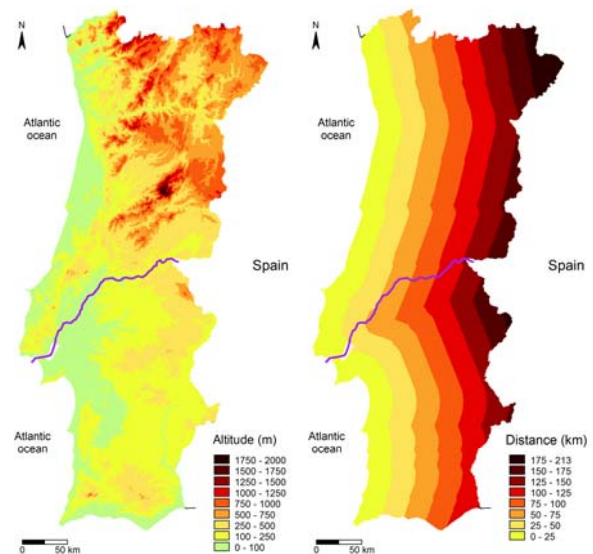 N
Atlantic
ocean
Spain
Atlantic
ocean
Altitude (m)
1750 - 2000
1500 - 1750
1250 - 1500
1000 - 1250
750 - 1000
500 - 750
250 - 500
100 - 250
0 - 100
0
50 km
N
Atlantic
ocean
Spain
Atlantic
ocean
Distance (km)
175 - 213
150 - 175
125 - 150
100 - 125
75 - 100
50 - 75
25 - 50
0 - 25
0
50 km